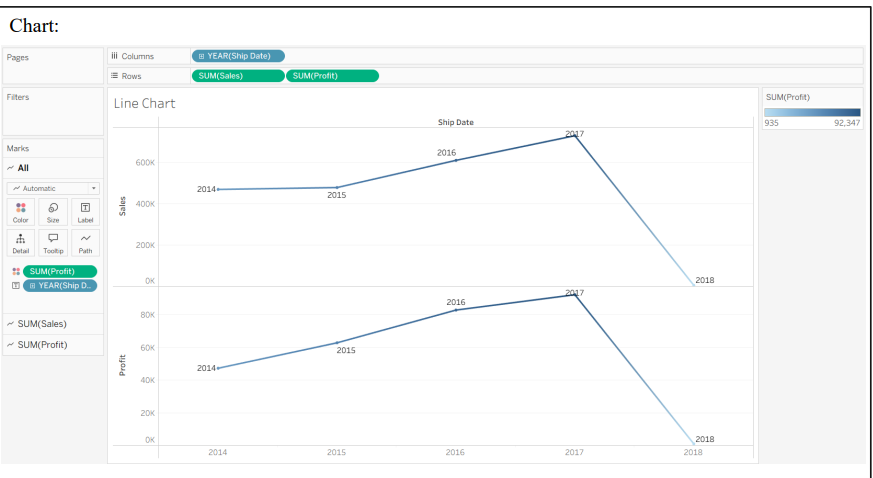 Chart:
Pages
Columns
YEAR(Ship Date)
Rows
SUM(Sales)
SUM(Profit)
Filters
Marks
All
Automatic
Color
Size
Label
Detail
Tooltip
Path
SUM(Profit)
YEAR(Ship D..
SUM(Sales)
SUM(Profit)
Line Chart
Ship Date
Sales
600K
400K
200K
0K
2014
2015
2016
2017
2018
Profit
80K
60K
40K
20K
0K
2014
2015
2016
2017
2018
2014
2015
2016
2017
2018
SUM(Profit)
935
92,347